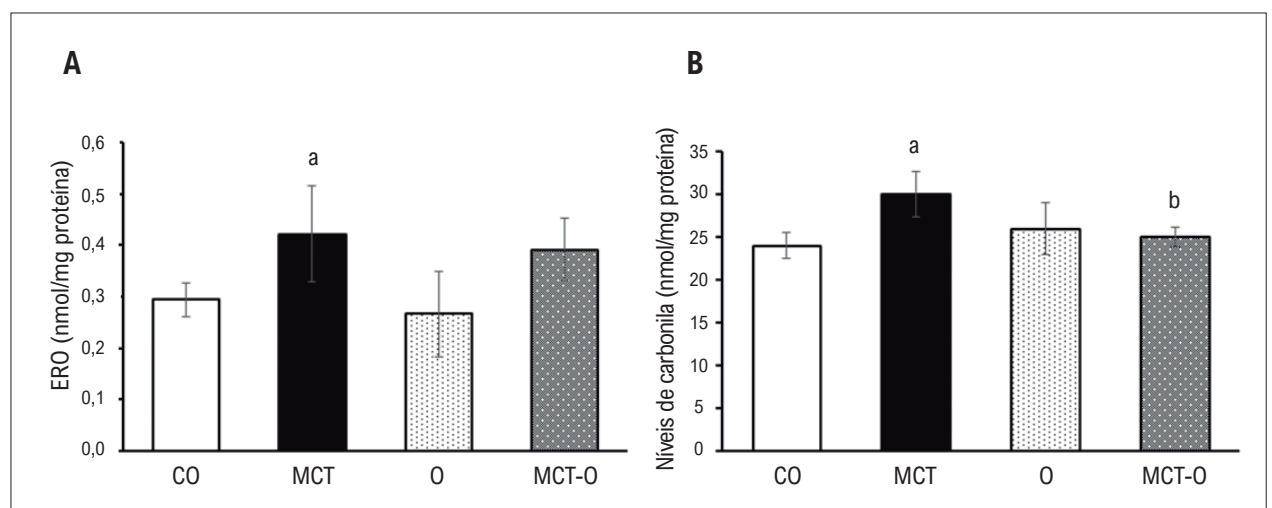 A
ERO (nmol/mg proteína)
0,6
0,5
0,4
0,3
0,2
0,1
0,0
a
CO
MCT
O
MCT-O
B
Níveis de carbonila (nmol/mg proteína)
35
30
25
20
15
10
5
0
a
b
CO
MCT
O
MCT-O